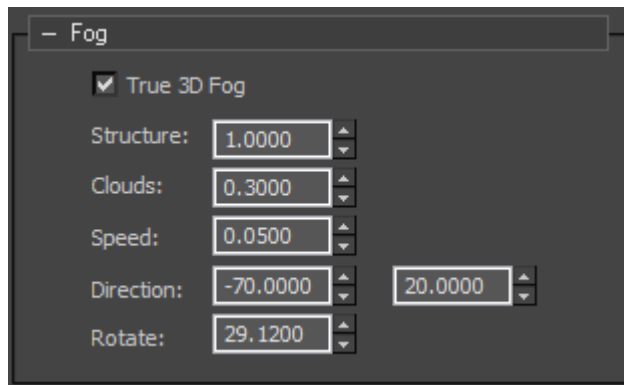 – Fog
True 3D Fog
Structure: 1.0000
Clouds: 0.3000
Speed: 0.0500
Direction: -70.0000 20.0000
Rotate: 29.1200